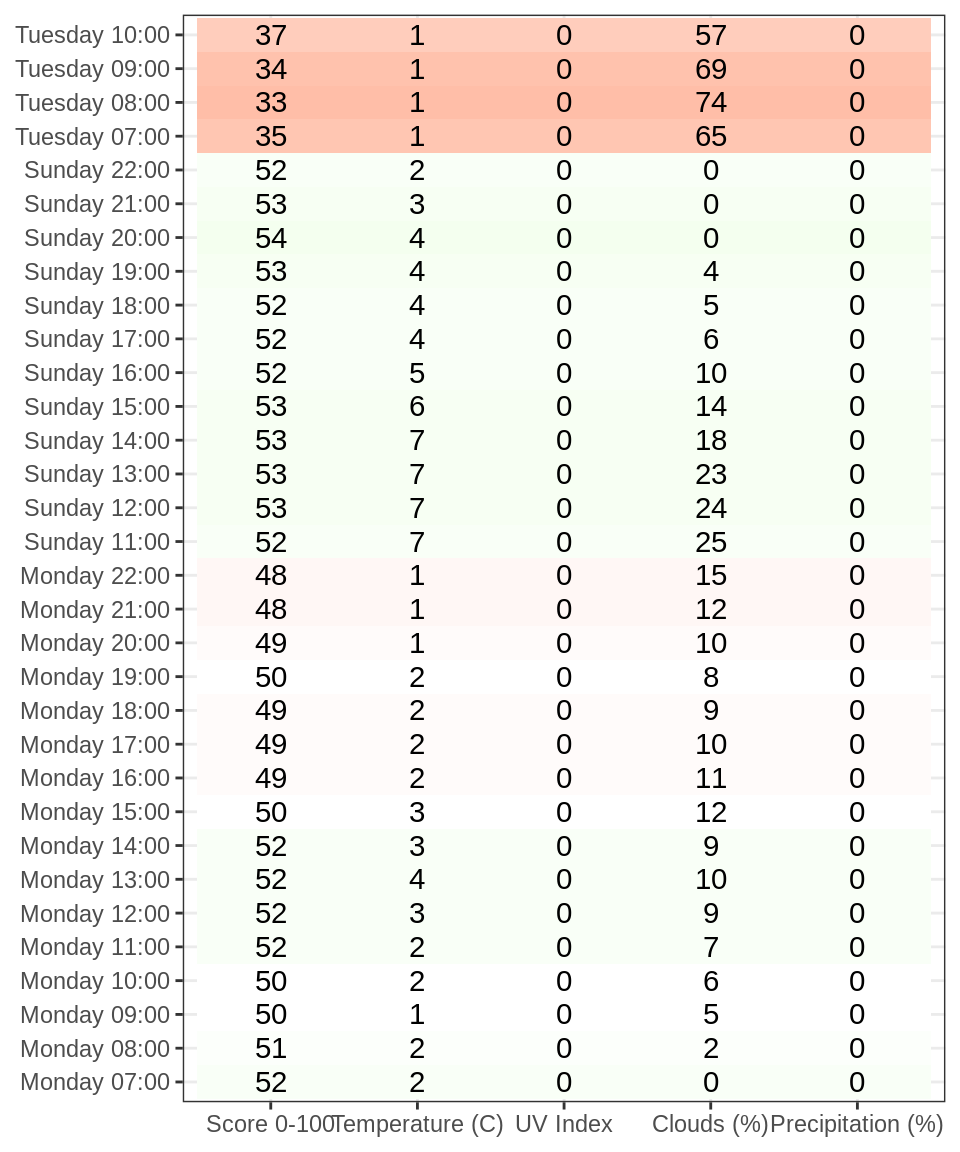 Tuesday 10:00 37 1 0 57 0
Tuesday 09:00 34 1 0 69 0
Tuesday 08:00 33 1 0 74 0
Tuesday 07:00 35 1 0 65 0
Sunday 22:00 52 2 0 0 0
Sunday 21:00 53 3 0 0 0
Sunday 20:00 54 4 0 0 0
Sunday 19:00 53 4 0 4 0
Sunday 18:00 52 4 0 5 0
Sunday 17:00 52 4 0 6 0
Sunday 16:00 52 5 0 10 0
Sunday 15:00 53 6 0 14 0
Sunday 14:00 53 7 0 18 0
Sunday 13:00 53 7 0 23 0
Sunday 12:00 53 7 0 24 0
Sunday 11:00 52 7 0 25 0
Monday 22:00 48 1 0 15 0
Monday 21:00 48 1 0 12 0
Monday 20:00 49 1 0 10 0
Monday 19:00 50 2 0 8 0
Monday 18:00 49 2 0 9 0
Monday 17:00 49 2 0 10 0
Monday 16:00 49 2 0 11 0
Monday 15:00 50 3 0 12 0
Monday 14:00 52 3 0 9 0
Monday 13:00 52 4 0 10 0
Monday 12:00 52 3 0 9 0
Monday 11:00 52 2 0 7 0
Monday 10:00 50 2 0 6 0
Monday 09:00 50 1 0 5 0
Monday 08:00 51 2 0 2 0
Monday 07:00 52 2 0 0 0
Score 0-100 Temperature (C) UV Index Clouds (%) Precipitation (%)